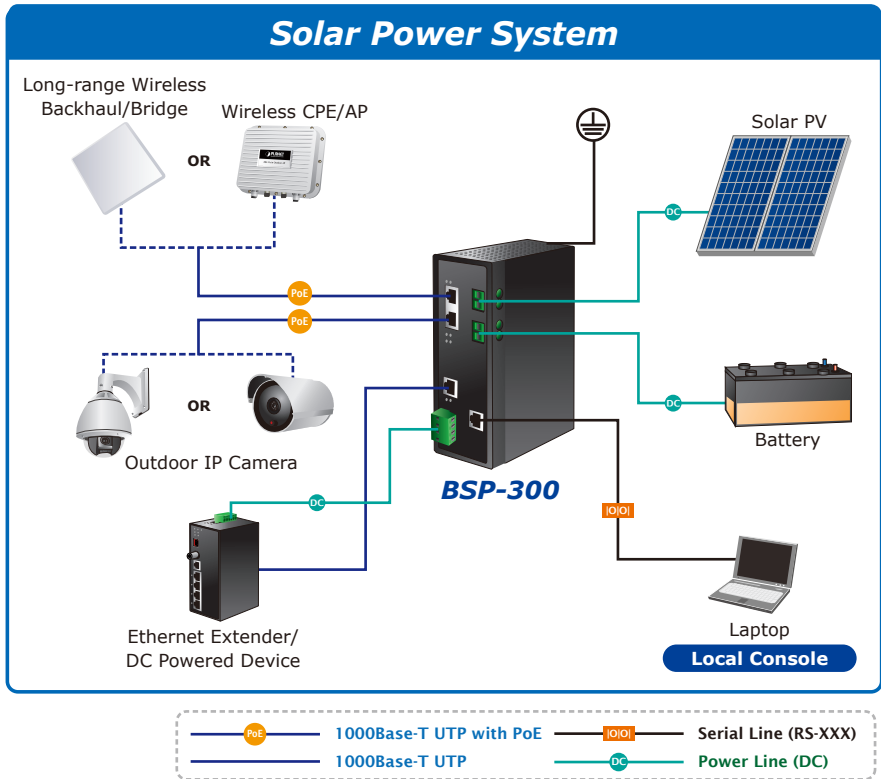 Solar Power System
Long-range Wireless
Backhaul/Bridge
Wireless CPE/AP
OR
PLANET
Solar PV
DC
PoE
PoE
DC
OR
Outdoor IP Camera
Battery
BSP-300
DC
|O|O|
Ethernet Extender/
DC Powered Device
Laptop
Local Console
PoE
1000Base-T UTP with PoE
|O|O|
Serial Line (RS-XXX)
1000Base-T UTP
DC
Power Line (DC)